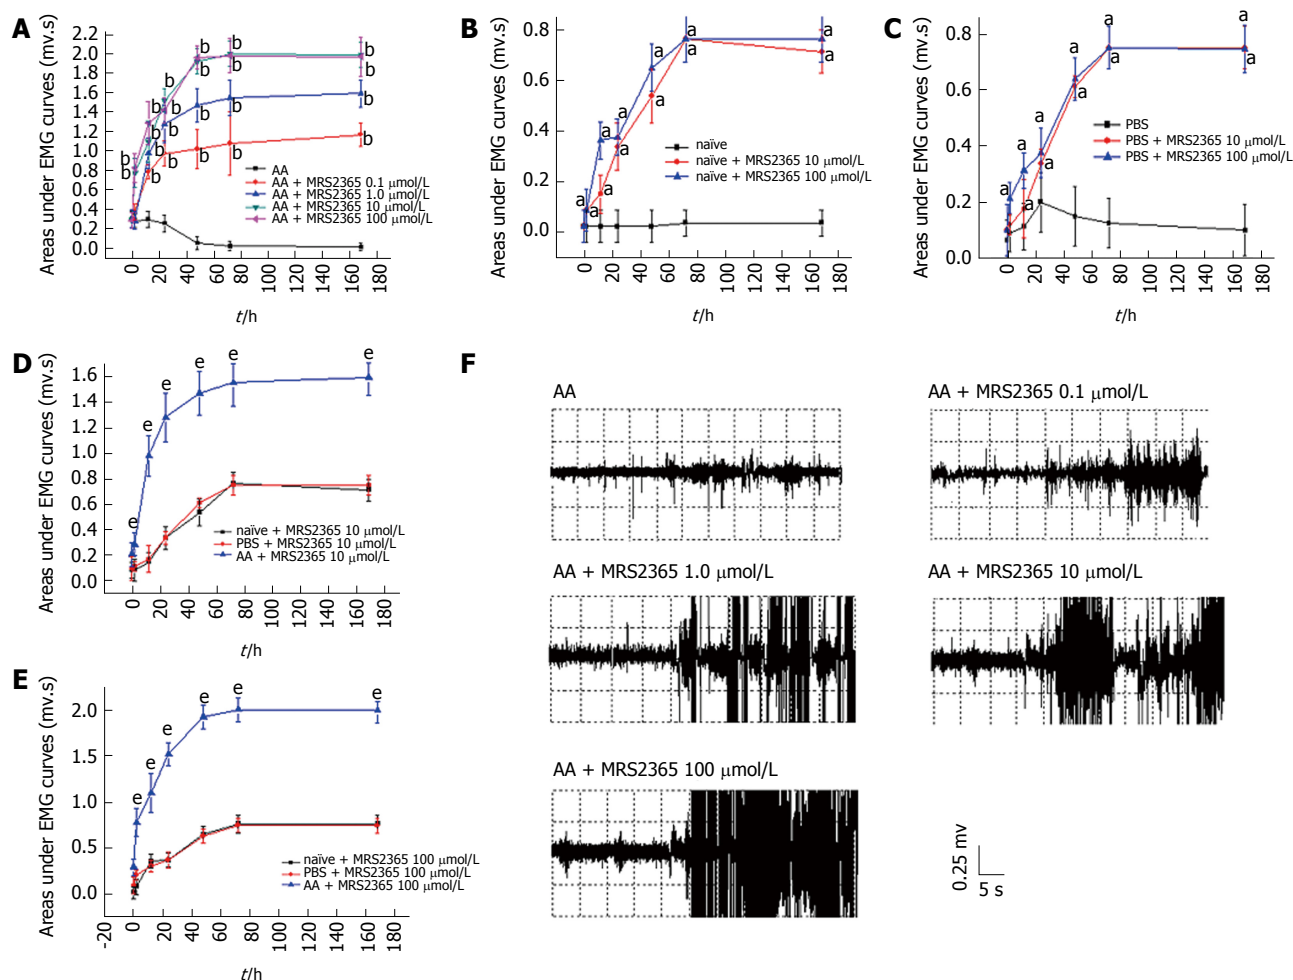 A
Areas under EMG curves (mv.s)
2.2
2.0
1.8
1.6
1.4
1.2
1.0
0.8
0.6
0.4
0.2
0.0
b b b b b b b b b b b b b b b b b b b b
AA
AA + MRS2365 0.1 μmol/L
AA + MRS2365 1.0 μmol/L
AA + MRS2365 10 μmol/L
AA + MRS2365 100 μmol/L
0 20 40 60 80 100 120 140 160 180
t/h
B
Areas under EMG curves (mv.s)
0.8
0.6
0.4
0.2
0.0
a a a a a a a a a a a a
naïve
naïve + MRS2365 10 μmol/L
naïve + MRS2365 100 μmol/L
0 20 40 60 80 100 120 140 160 180
t/h
C
Areas under EMG curves (mv.s)
0.8
0.6
0.4
0.2
0.0
a a a a a a a a a a a
PBS
PBS + MRS2365 10 μmol/L
PBS + MRS2365 100 μmol/L
0 20 40 60 80 100 120 140 160 180
t/h
D
Areas under EMG curves (mv.s)
1.6
1.4
1.2
1.0
0.8
0.6
0.4
0.2
0.0
e e e e e e
naïve + MRS2365 10 μmol/L
PBS + MRS2365 10 μmol/L
AA + MRS2365 10 μmol/L
0 20 40 60 80 100 120 140 160 180
t/h
E
Areas under EMG curves (mv.s)
2.0
1.5
1.0
0.5
0.0
e e e e e e
naïve + MRS2365 100 μmol/L
PBS + MRS2365 100 μmol/L
AA + MRS2365 100 μmol/L
-20 0 20 40 60 80 100 120 140 160 180
t/h
F
AA
AA + MRS2365 0.1 μmol/L
AA + MRS2365 1.0 μmol/L
AA + MRS2365 10 μmol/L
AA + MRS2365 100 μmol/L
0.25 mv
5 s